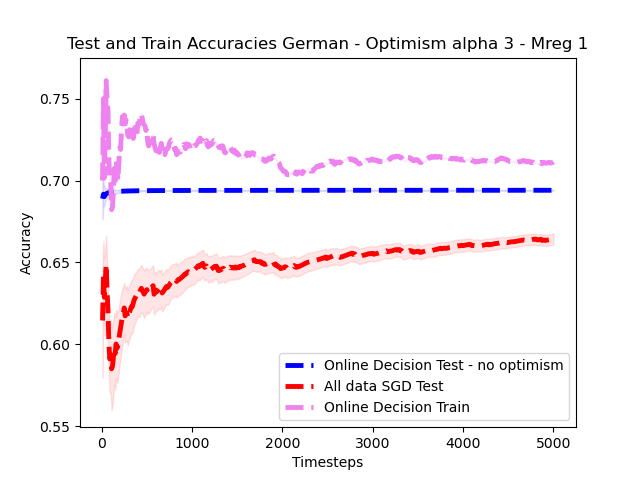 Test and Train Accuracies German - Optimism alpha 3 - Mreg 1
0.75
0.70
0.65
0.60
0.55
Accuracy
0
1000
2000
3000
4000
5000
Timesteps
Online Decision Test - no optimism
All data SGD Test
Online Decision Train